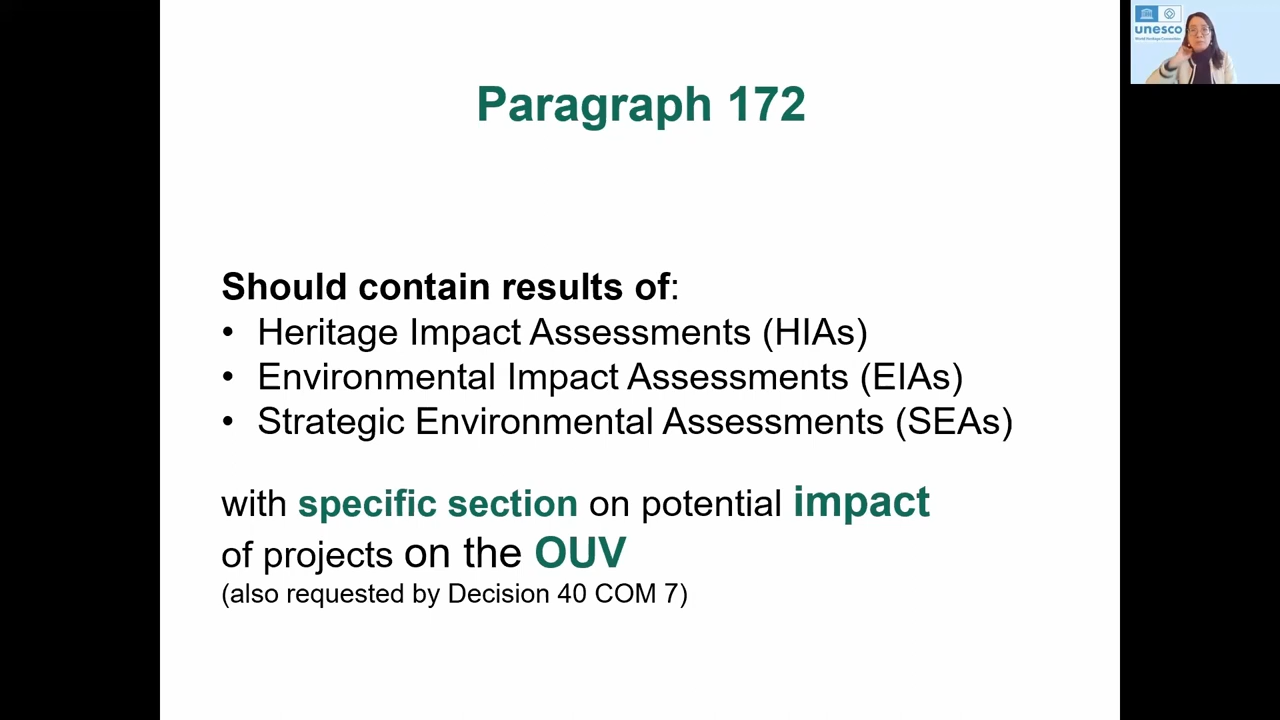 Paragraph 172
unesco
Should contain results of:
• Heritage Impact Assessments (HIAs)
• Environmental Impact Assessments (EIAs)
• Strategic Environmental Assessments (SEAs)
with specific section on potential impact
of projects on the OUV
(also requested by Decision 40 COM 7)